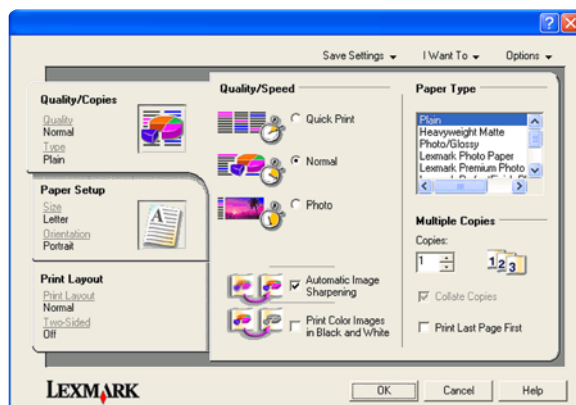 Save Settings
I Want To
Options
Quality/Copies
Quality
Normal
Type
Plain
Paper Setup
Size
Letter
Orientation
Portrait
Print Layout
Print Layout
Normal
Two-Sided
Off
Quality/Speed
Quick Print
Normal
Photo
Automatic Image
Sharpening
Print Color Images
in Black and White
Paper Type
Plain
Heavyweight Matte
Photo/Glossy
Lexmark Photo Paper
Lexmark Premium Photo
Multiple Copies
Copies:
1
1 2 3
Collate Copies
Print Last Page First
LEXMARK
OK
Cancel
Help